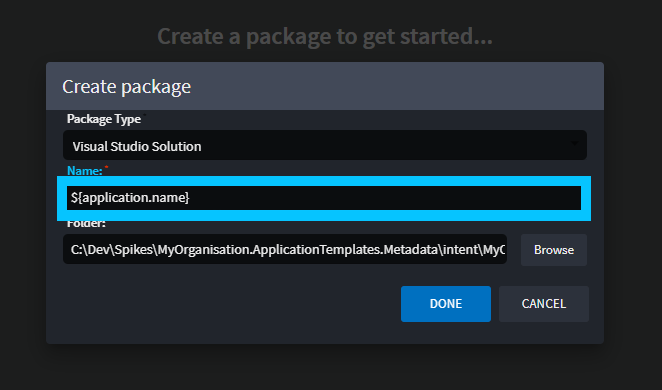 Create a package to get started...
Create package
Package Type
Visual Studio Solution
Name: *
${application.name}
Folder:
C:\Dev\Spikes\MyOrganisation.ApplicationTemplates.Metadata\intent\MyC
Browse
DONE
CANCEL